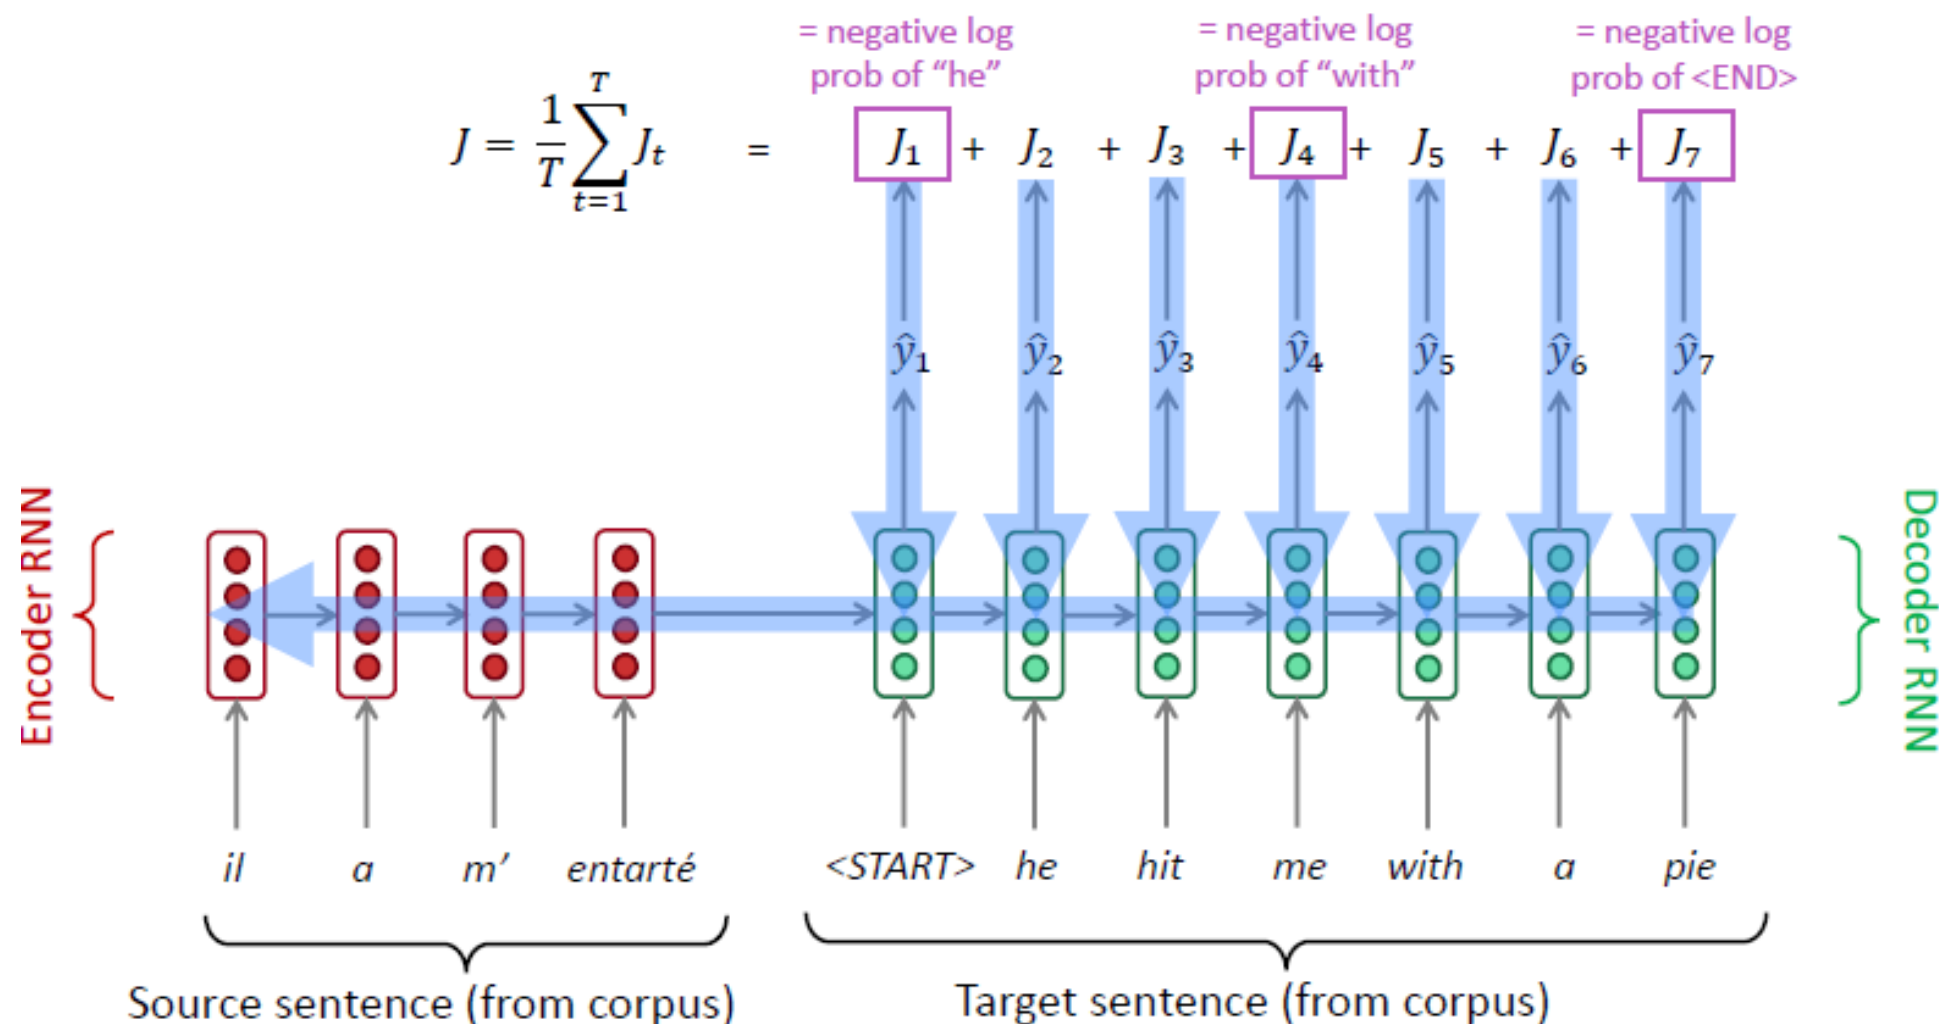 = negative log
prob of “he”
= negative log
prob of “with”
= negative log
prob of <END>
J = 1/T ∑_{t=1}^{T} J_t = J₁ + J₂ + J₃ + J₄ + J₅ + J₆ + J₇
ŷ₁ ŷ₂ ŷ₃ ŷ₄ ŷ₅ ŷ₆ ŷ₇
Encoder RNN
Decoder RNN
il a m’ entarté <START> he hit me with a pie
Source sentence (from corpus)
Target sentence (from corpus)